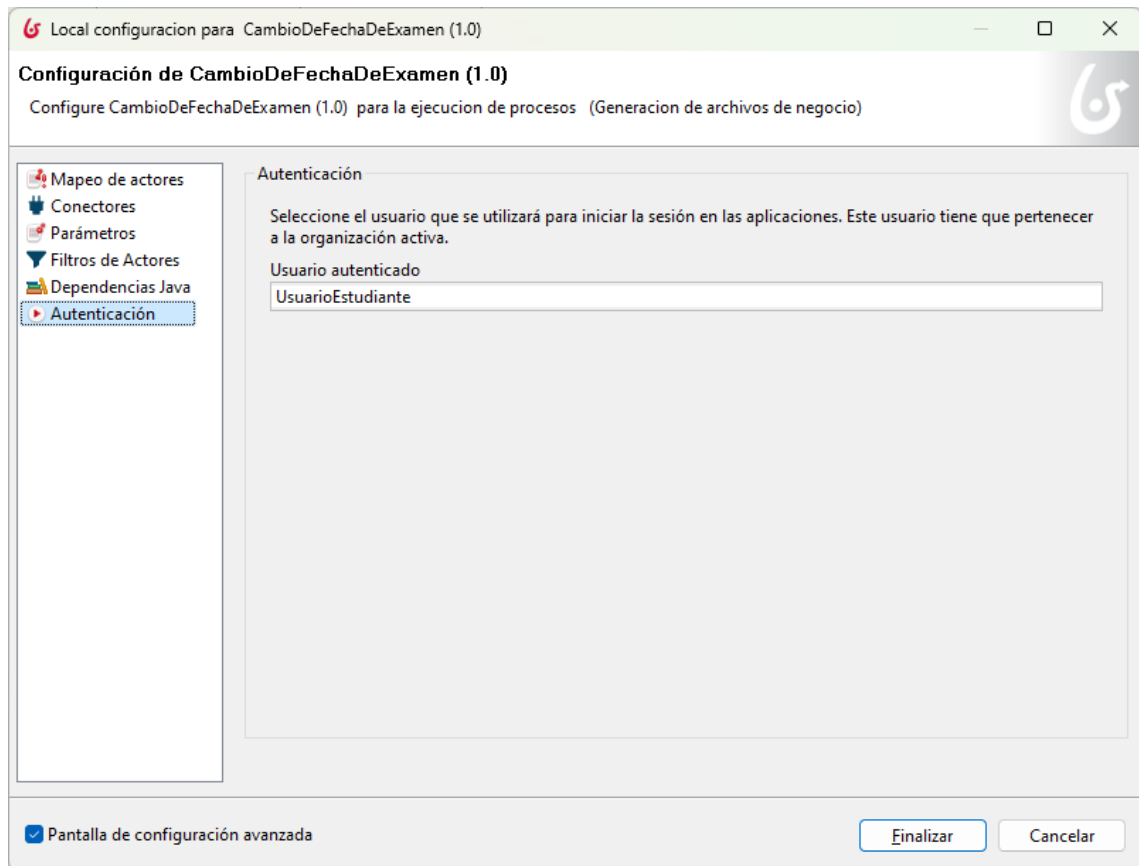 Local configuracion para CambioDeFechaDeExamen (1.0)
Configuración de CambioDeFechaDeExamen (1.0)
Configure CambioDeFechaDeExamen (1.0) para la ejecucion de procesos (Generacion de archivos de negocio)
Mapeo de actores
Conectores
Parámetros
Filtros de Actores
Dependencias Java
Autenticación
Autenticación
Seleccione el usuario que se utilizará para iniciar la sesión en las aplicaciones. Este usuario tiene que pertenecer
a la organización activa.
Usuario autenticado
UsuarioEstudiante
Pantalla de configuración avanzada
Finalizar
Cancelar